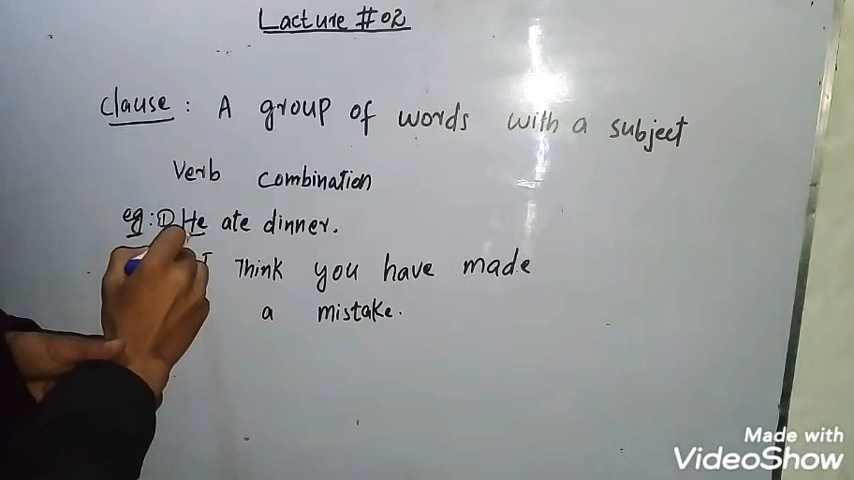 Lacture #02
Clause : A group of words with a subject
Verb combination
eg: ① He ate dinner.
I Think you have made
a mistake.
Made with
VideoShow